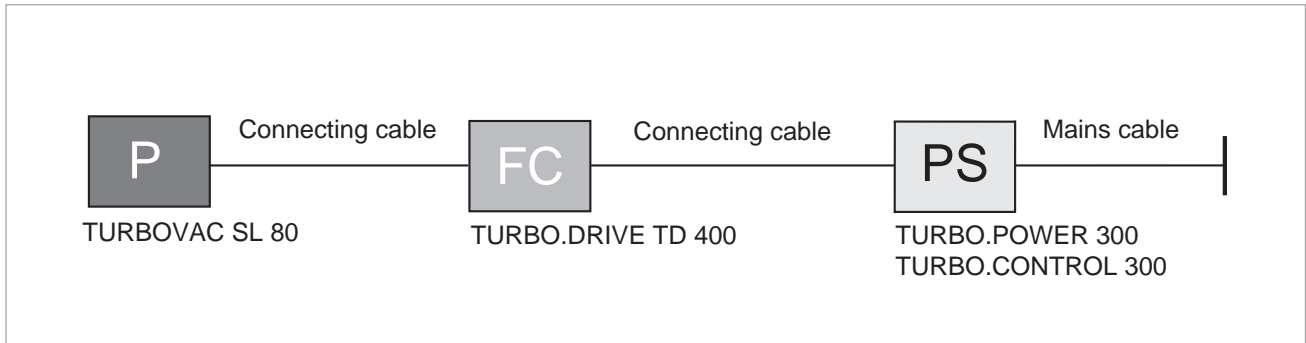 Connecting cable
Connecting cable
Mains cable
P
FC
PS
TURBOVAC SL 80
TURBO.DRIVE TD 400
TURBO.POWER 300
TURBO.CONTROL 300